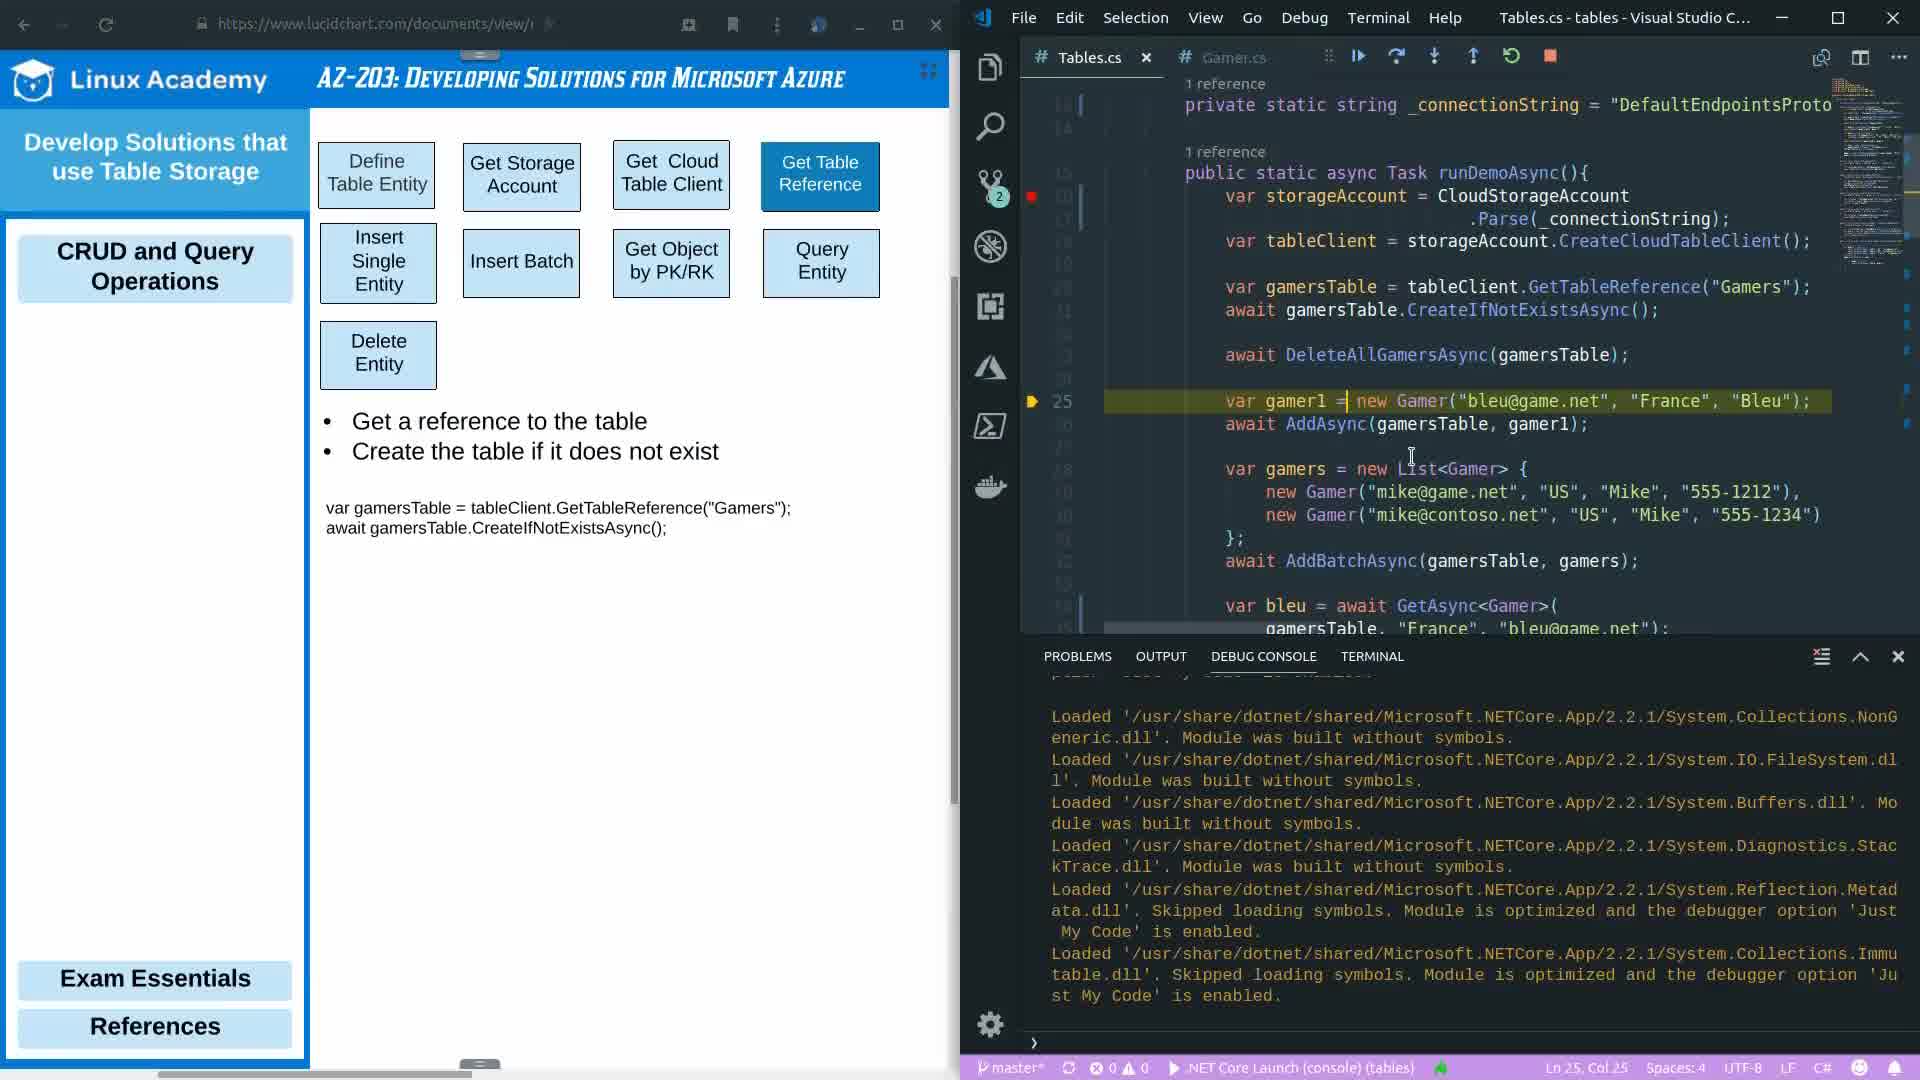 https://www.lucidchart.com/documents/view/
Linux Academy
AZ-203: Developing Solutions for Microsoft Azure
Develop Solutions that
use Table Storage
CRUD and Query
Operations
Exam Essentials
References
Define
Table Entity
Get Storage
Account
Get Cloud
Table Client
Get Table
Reference
Insert
Single
Entity
Insert Batch
Get Object
by PK/RK
Query
Entity
Delete
Entity
• Get a reference to the table
• Create the table if it does not exist
var gamersTable = tableClient.GetTableReference("Gamers");
await gamersTable.CreateIfNotExistsAsync();
File Edit Selection View Go Debug Terminal Help Tables.cs - tables - Visual Studio C...
# Tables.cs # Gamer.cs
1 reference
private static string _connectionString = "DefaultEndpointsProto
1 reference
public static async Task runDemoAsync(){
var storageAccount = CloudStorageAccount
.Parse(_connectionString);
var tableClient = storageAccount.CreateCloudTableClient();
var gamersTable = tableClient.GetTableReference("Gamers");
await gamersTable.CreateIfNotExistsAsync();
await DeleteAllGamersAsync(gamersTable);
25 var gamer1 = new Gamer("bleu@game.net", "France", "Bleu");
await AddAsync(gamersTable, gamer1);
var gamers = new List<Gamer> {
new Gamer("mike@game.net", "US", "Mike", "555-1212"),
new Gamer("mike@contoso.net", "US", "Mike", "555-1234")
};
await AddBatchAsync(gamersTable, gamers);
var bleu = await GetAsync<Gamer>(
gamersTable, "France", "bleu@game.net");
2
PROBLEMS OUTPUT DEBUG CONSOLE TERMINAL
Loaded '/usr/share/dotnet/shared/Microsoft.NETCore.App/2.2.1/System.Collections.NonG
eneric.dll'. Module was built without symbols.
Loaded '/usr/share/dotnet/shared/Microsoft.NETCore.App/2.2.1/System.IO.FileSystem.dl
l'. Module was built without symbols.
Loaded '/usr/share/dotnet/shared/Microsoft.NETCore.App/2.2.1/System.Buffers.dll'. Mo
dule was built without symbols.
Loaded '/usr/share/dotnet/shared/Microsoft.NETCore.App/2.2.1/System.Diagnostics.Stac
kTrace.dll'. Module was built without symbols.
Loaded '/usr/share/dotnet/shared/Microsoft.NETCore.App/2.2.1/System.Reflection.Metad
ata.dll'. Skipped loading symbols. Module is optimized and the debugger option 'Just
My Code' is enabled.
Loaded '/usr/share/dotnet/shared/Microsoft.NETCore.App/2.2.1/System.Collections.Immu
table.dll'. Skipped loading symbols. Module is optimized and the debugger option 'Ju
st My Code' is enabled.
master* 0 0 .NET Core Launch (console) (tables) Ln 25, Col 25 Spaces: 4 UTF-8 LF C#